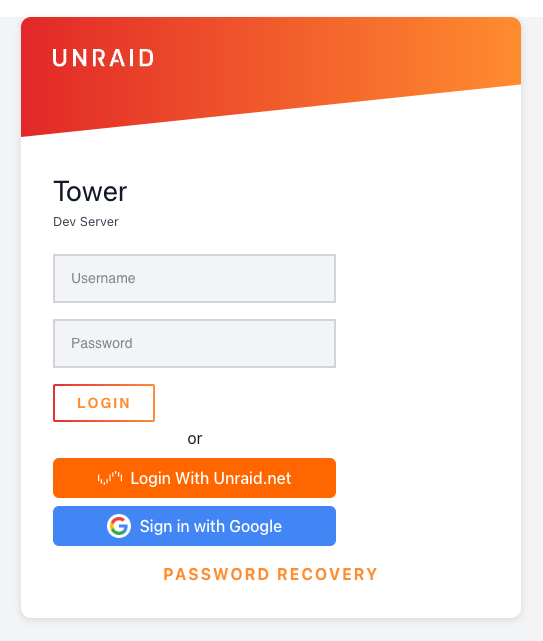 UNRAID
Tower
Dev Server
Username
Password
LOGIN
or
Login With Unraid.net
Sign in with Google
PASSWORD RECOVERY